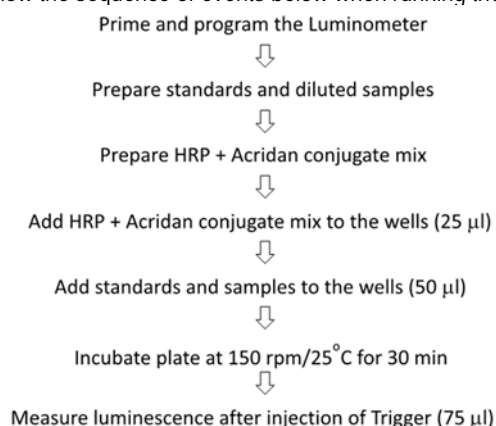 Prime and program the Luminometer
Prepare standards and diluted samples
Prepare HRP + Acridan conjugate mix
Add HRP + Acridan conjugate mix to the wells (25 μl)
Add standards and samples to the wells (50 μl)
Incubate plate at 150 rpm/25°C for 30 min
Measure luminescence after injection of Trigger (75 μl)